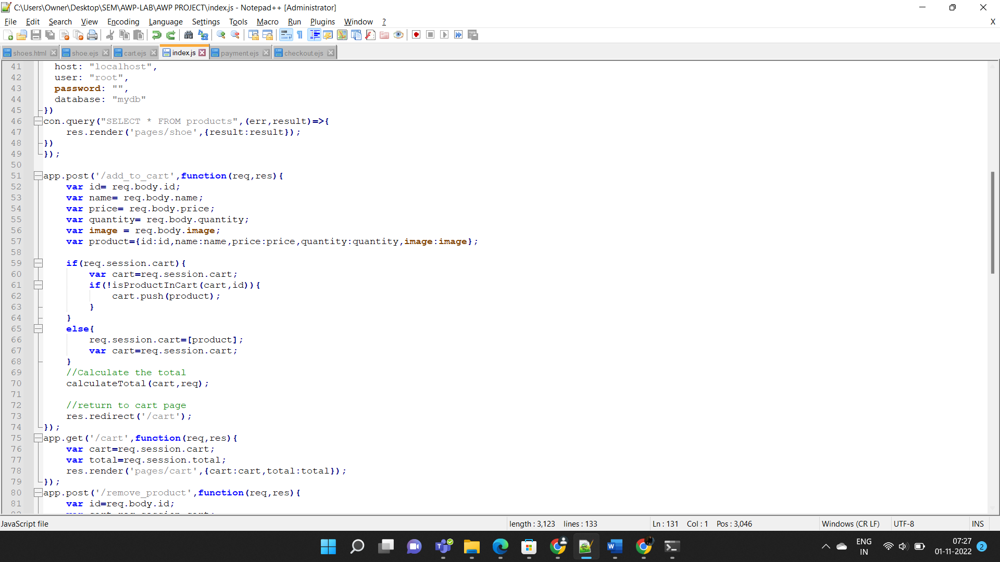 C:\Users\Owner\Desktop\SEM\AWP-LAB\AWP PROJECT\index.js - Notepad++ [Administrator]
File Edit Search View Encoding Language Settings Tools Macro Run Plugins Window ? X
shoes.html shoe.ejs cart.ejs index.js payment.ejs checkout.ejs
41 host: "localhost",
42 user: "root",
43 password: "",
44 database: "mydb"
45 })
46 con.query("SELECT * FROM products",(err,result)=>{
47 res.render('pages/shoe',{result:result});
48 })
49 });
50
51 app.post('/add_to_cart',function(req,res){
52 var id= req.body.id;
53 var name= req.body.name;
54 var price= req.body.price;
55 var quantity= req.body.quantity;
56 var image = req.body.image;
57 var product={id:id,name:name,price:price,quantity:quantity,image:image};
58
59 if(req.session.cart){
60 var cart=req.session.cart;
61 if(!isProductInCart(cart,id)){
62 cart.push(product);
63 }
64 }
65 else{
66 req.session.cart=[product];
67 var cart=req.session.cart;
68 }
69 //Calculate the total
70 calculateTotal(cart,req);
71
72 //return to cart page
73 res.redirect('/cart');
74 });
75 app.get('/cart',function(req,res){
76 var cart=req.session.cart;
77 var total=req.session.total;
78 res.render('pages/cart',{cart:cart,total:total});
79 });
80 app.post('/remove_product',function(req,res){
81 var id=req.body.id;
JavaScript file length : 3,123 lines : 133 Ln : 131 Col : 1 Pos : 3,046 Windows (CR LF) UTF-8 INS
ENG 07:27
IN 01-11-2022 2